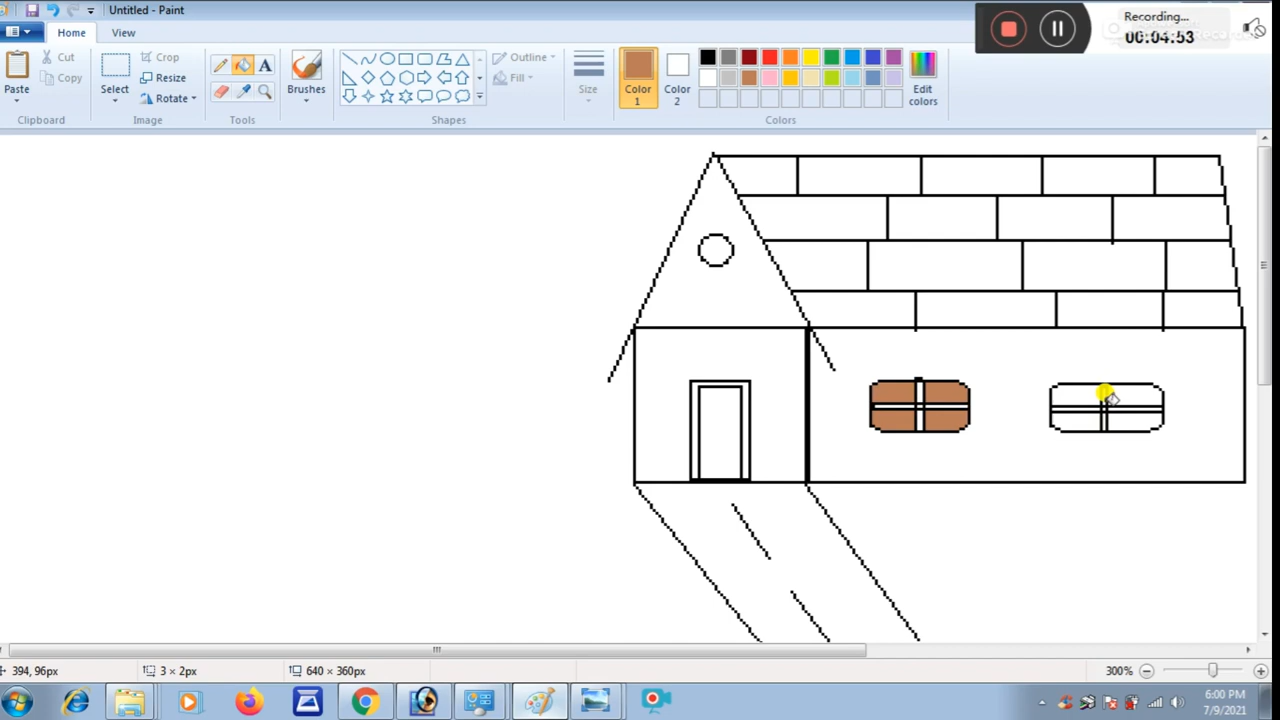 Untitled - Paint
Recording...
00:04:53
Home
View
Cut
Copy
Paste
Clipboard
Crop
Resize
Rotate
Select
Image
A
Tools
Brushes
Outline
Fill
Shapes
Size
Color 1
Color 2
Edit colors
Colors
394, 96px
3 × 2px
640 × 360px
300%
6:00 PM
7/9/2021